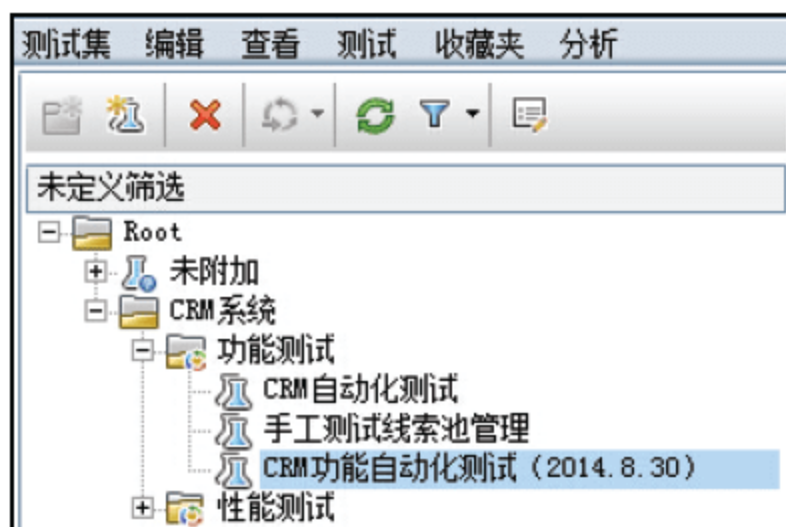 测试集 编辑 查看 测试 收藏夹 分析
未定义筛选
Root
未附加
CRM系统
功能测试
CRM自动化测试
手工测试线索池管理
CRM功能自动化测试（2014.8.30）
性能测试